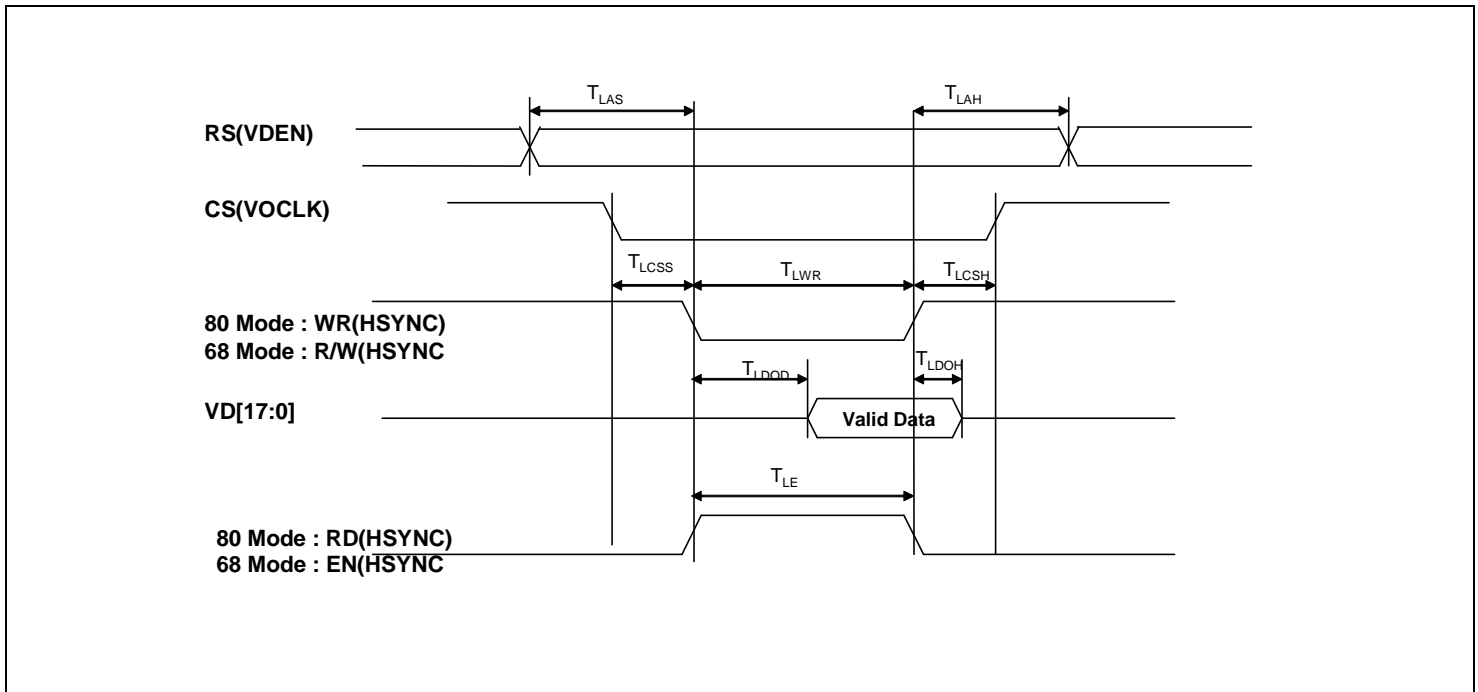 T_LAS
T_LAH
RS(VDEN)
CS(VOCLK)
T_LCSS
T_LWR
T_LCSH
80 Mode : WR(HSYNC)
68 Mode : R/W(HSYNC
T_LDOD
T_LDOH
VD[17:0]
Valid Data
T_LE
80 Mode : RD(HSYNC)
68 Mode : EN(HSYNC